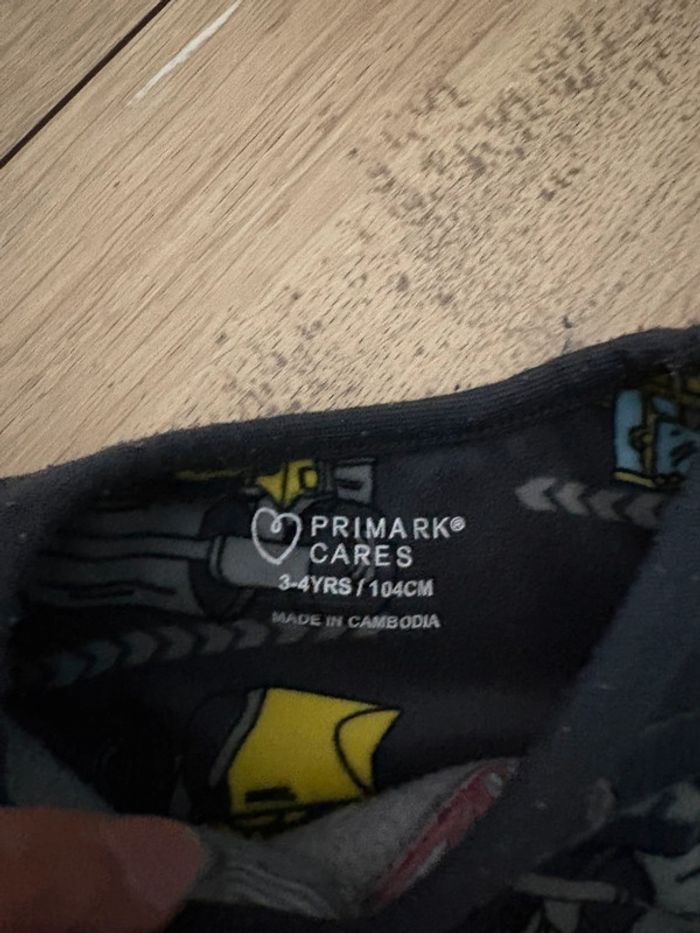 PRIMARK®
CARES
3-4YRS / 104CM
MADE IN CAMBODIA